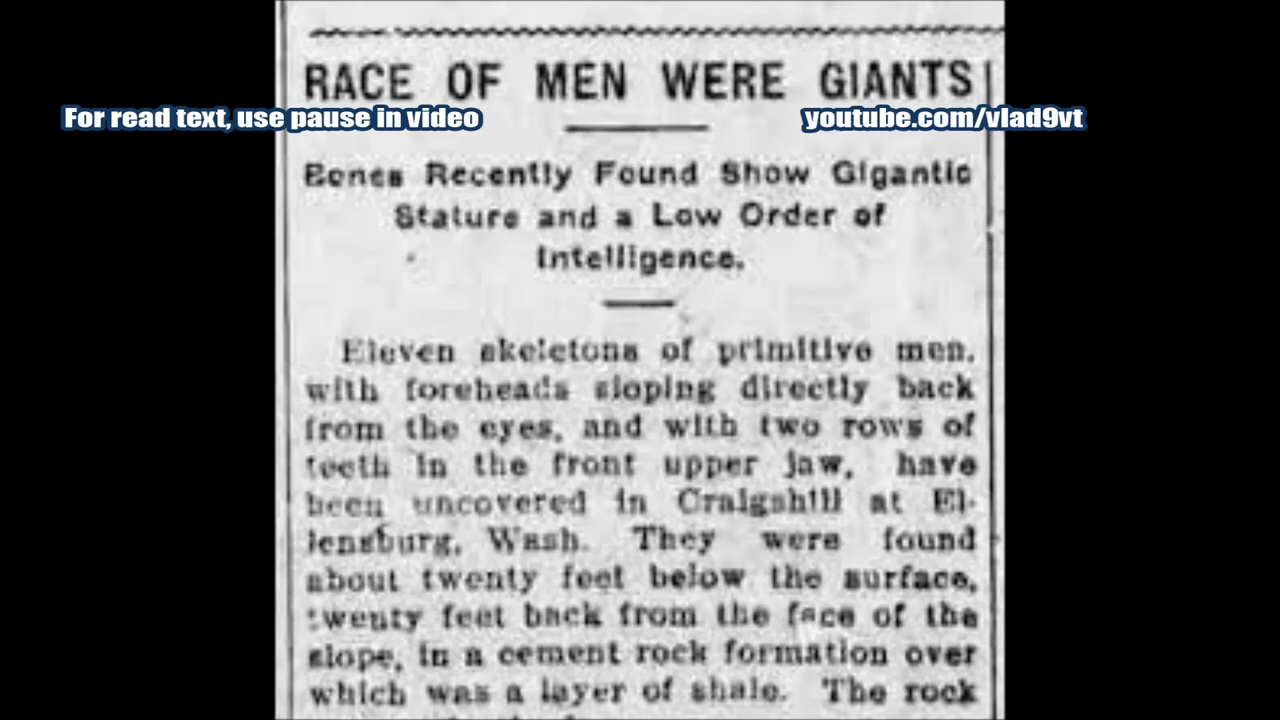 RACE OF MEN WERE GIANTS
For read text, use pause in video
youtube.com/vlad9vt
Bones Recently Found Show Gigantic
Stature and a Low Order of
Intelligence.
Eleven skeletons of primitive men,
with foreheads sloping directly back
from the eyes, and with two rows of
teeth in the front upper jaw, have
been uncovered in Craigshill at El-
lensburg, Wash. They were found
about twenty feet below the surface,
twenty feet back from the face of the
slope, in a cement rock formation over
which was a layer of shale. The rock